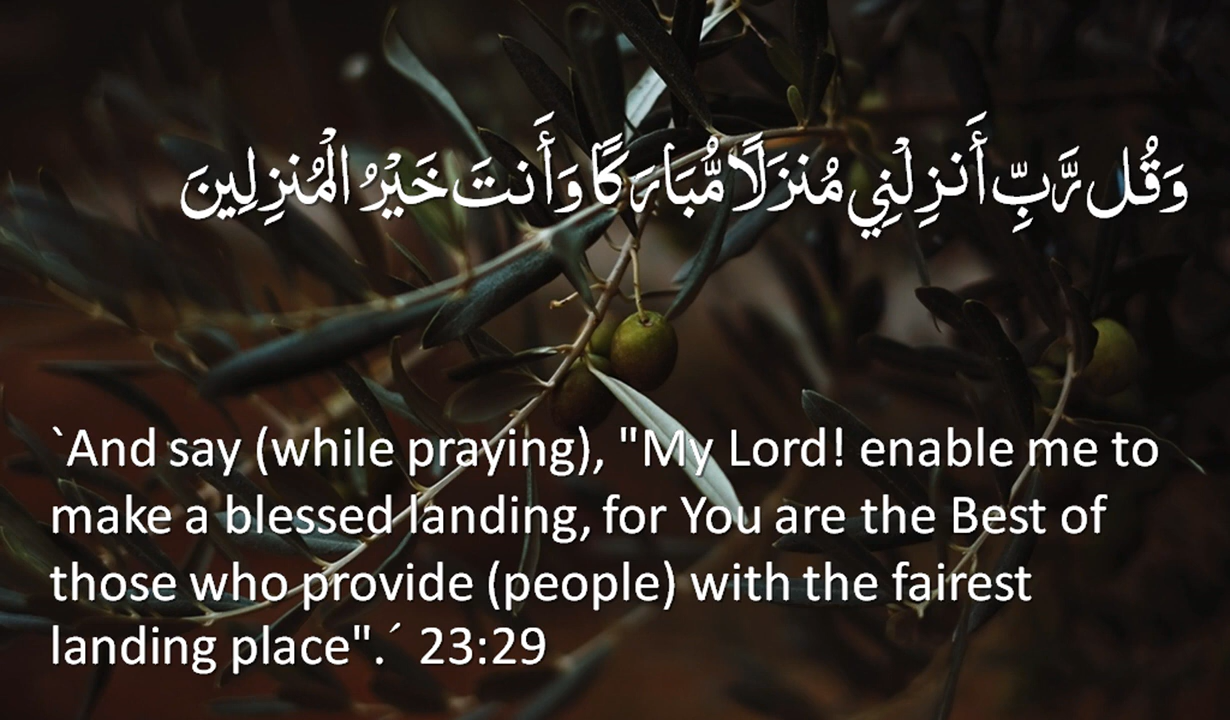 وَقُل رَّبِّ أَنزِلْنِي مُنزَلًا مُّبَارَكًا وَأَنتَ خَيْرُ الْمُنزِلِينَ
`And say (while praying), "My Lord! enable me to
make a blessed landing, for You are the Best of
those who provide (people) with the fairest
landing place".´ 23:29